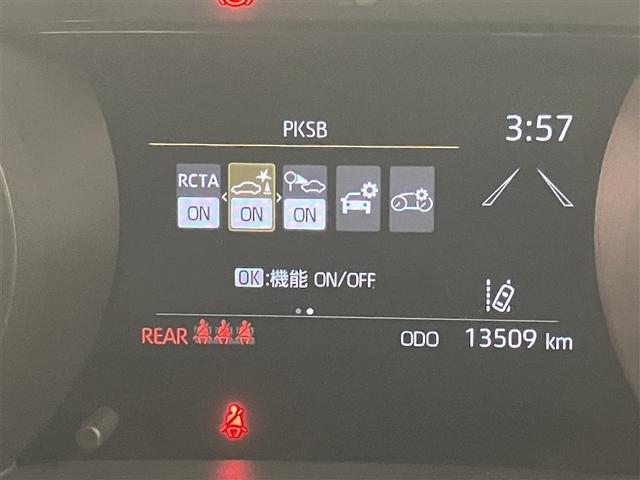 PKSB
3:57
RCTA
ON
ON
ON
OK:機能 ON/OFF
REAR
ODO 13509 km